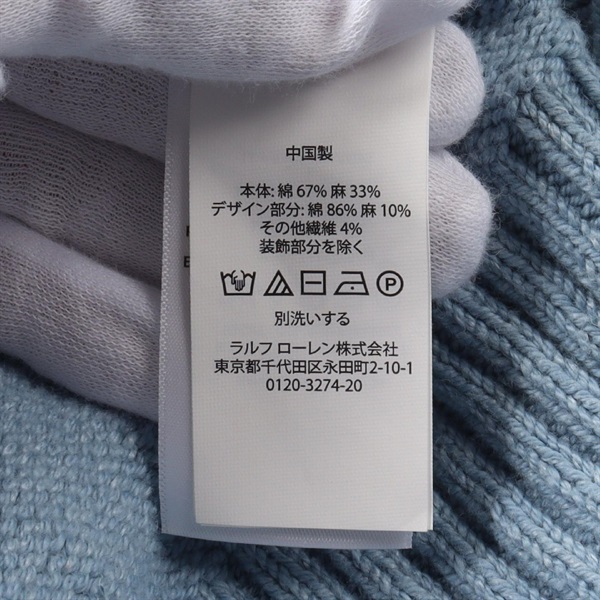 中国製
本体: 綿 67% 麻 33%
デザイン部分: 綿 86% 麻 10%
その他繊維 4%
装飾部分を除く
P
別洗いする
ラルフ ローレン株式会社
東京都千代田区永田町2-10-1
0120-3274-20